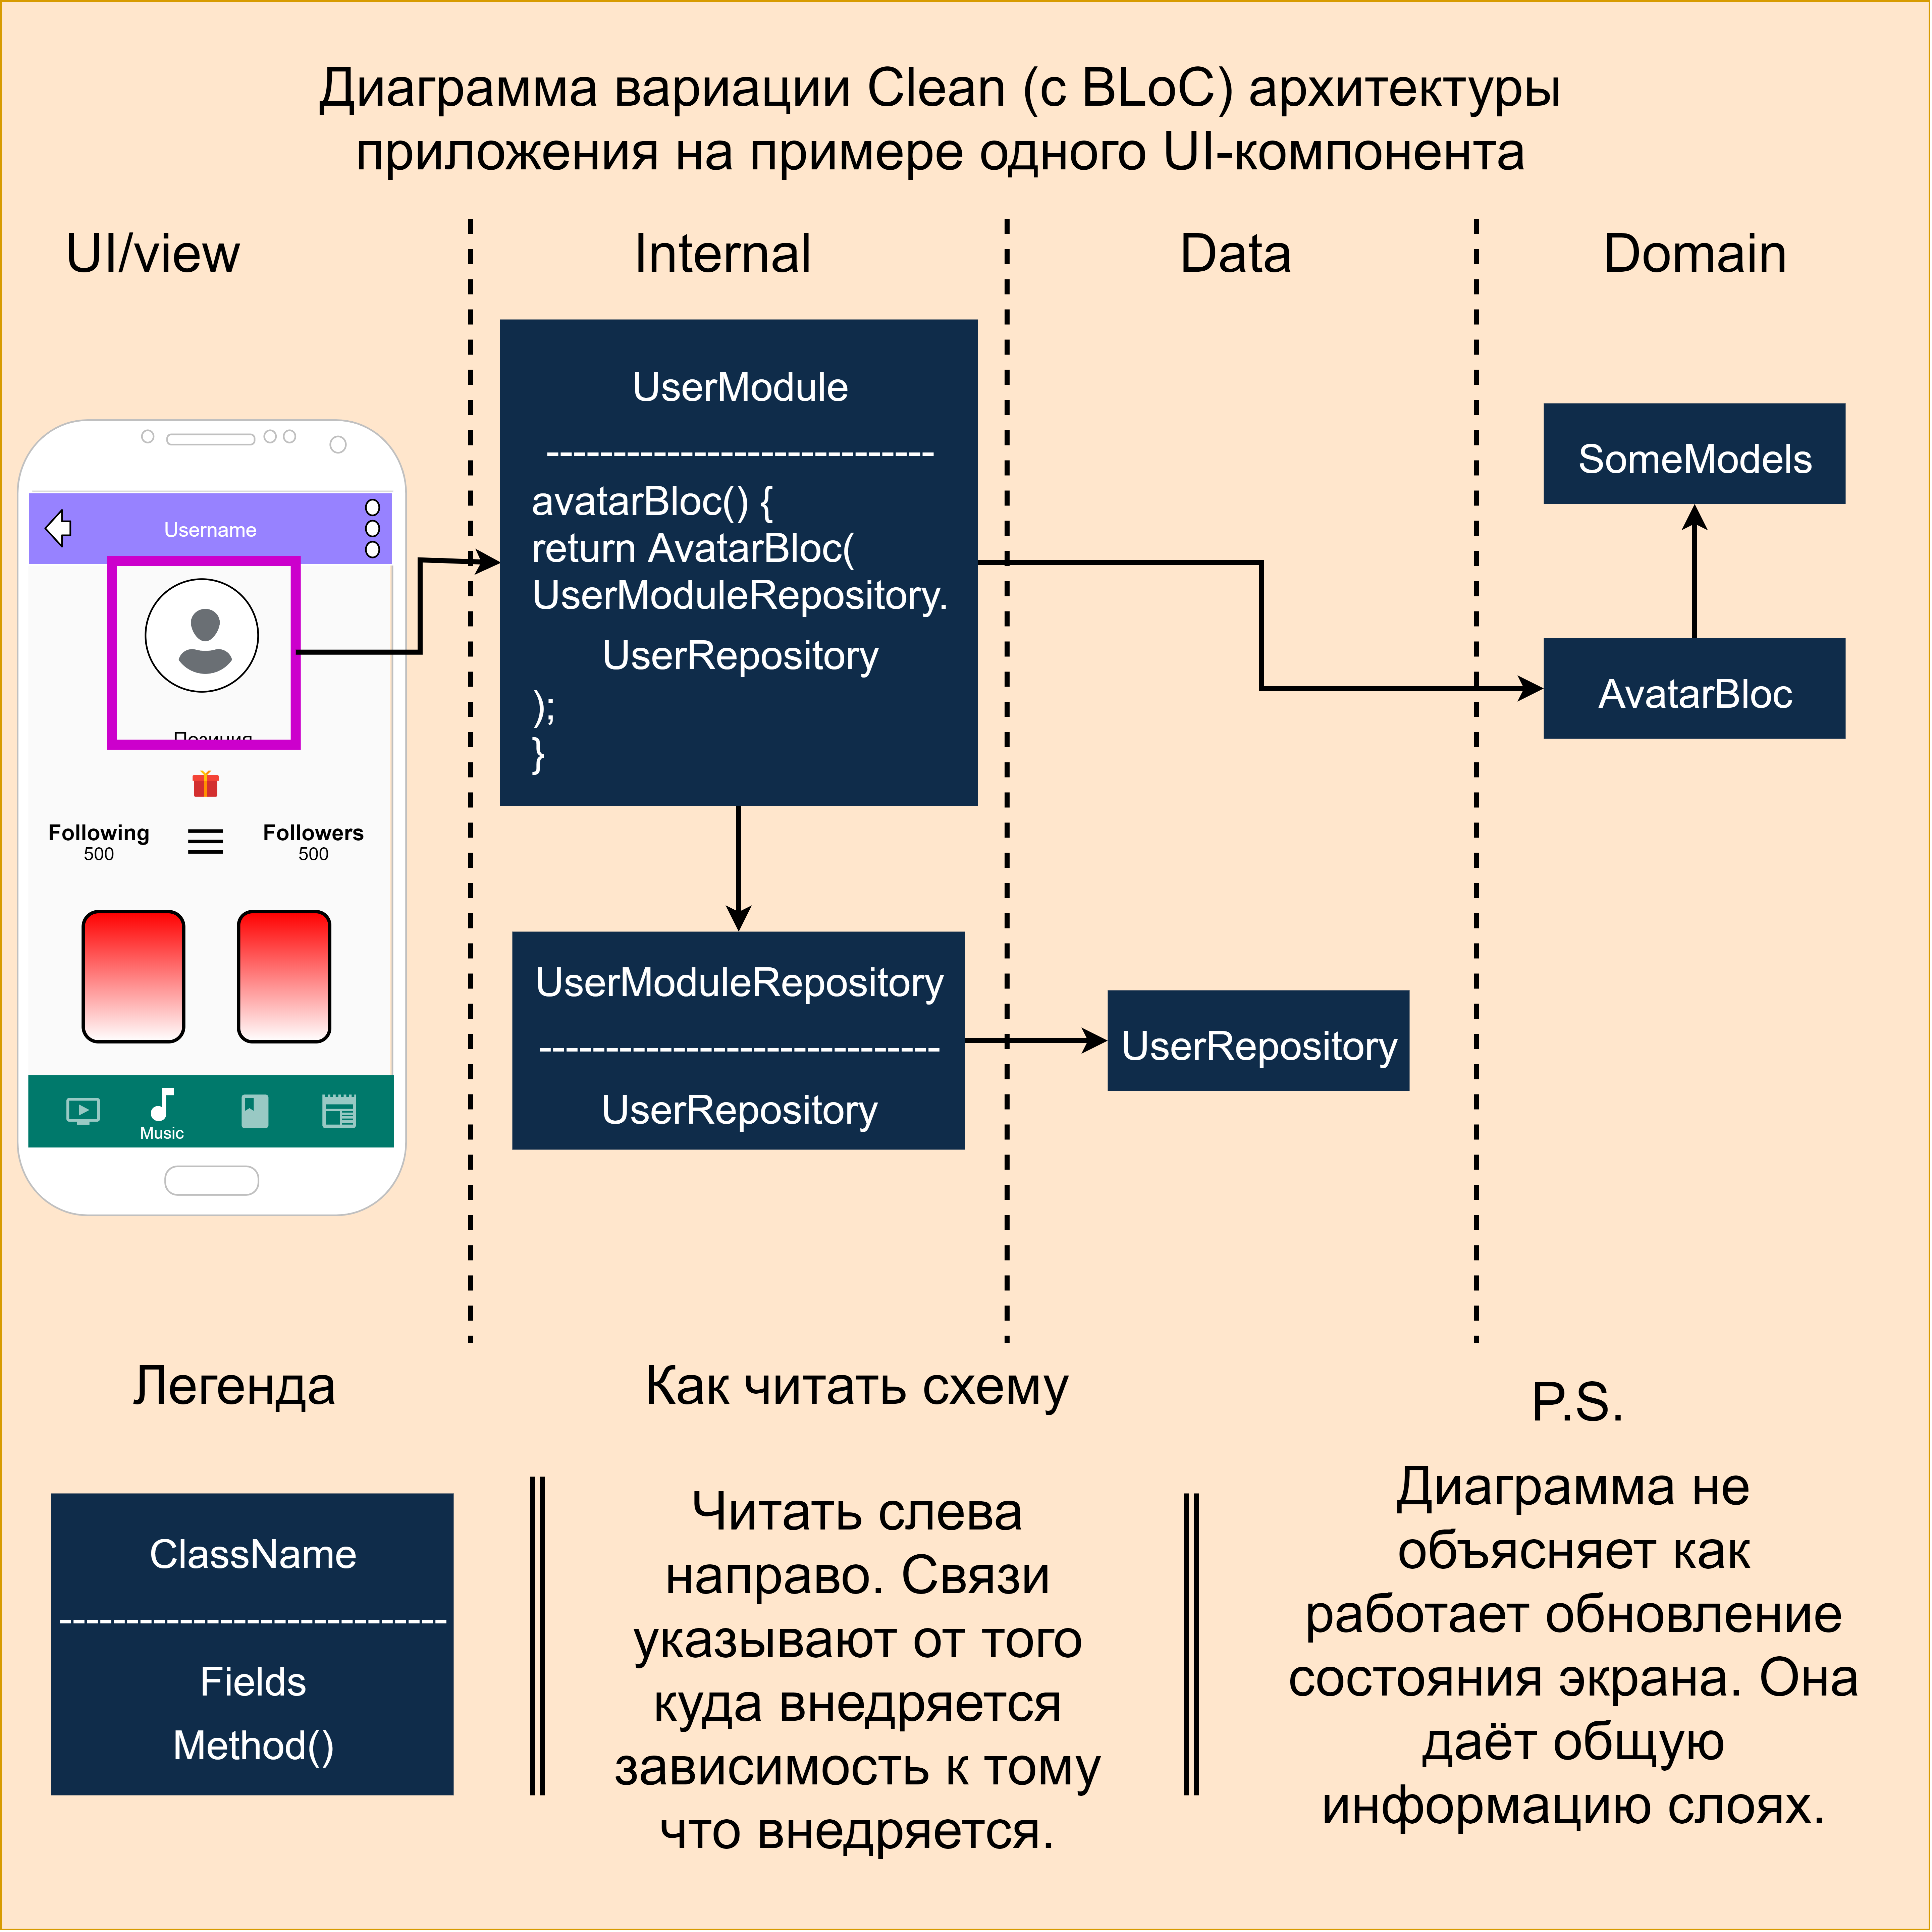 Диаграмма вариации Clean (с BLoC) архитектуры
приложения на примере одного UI-компонента
UI/view
Internal
Data
Domain
Username
Позиция
Following
500
Followers
500
Music
UserModule
avatarBloc() {
return AvatarBloc(
UserModuleRepository.
UserRepository
);
}
UserModuleRepository
UserRepository
UserRepository
SomeModels
AvatarBloc
Легенда
ClassName
Fields
Method()
Как читать схему
Читать слева
направо. Связи
указывают от того
куда внедряется
зависимость к тому
что внедряется.
P.S.
Диаграмма не
объясняет как
работает обновление
состояния экрана. Она
даёт общую
информацию слоях.